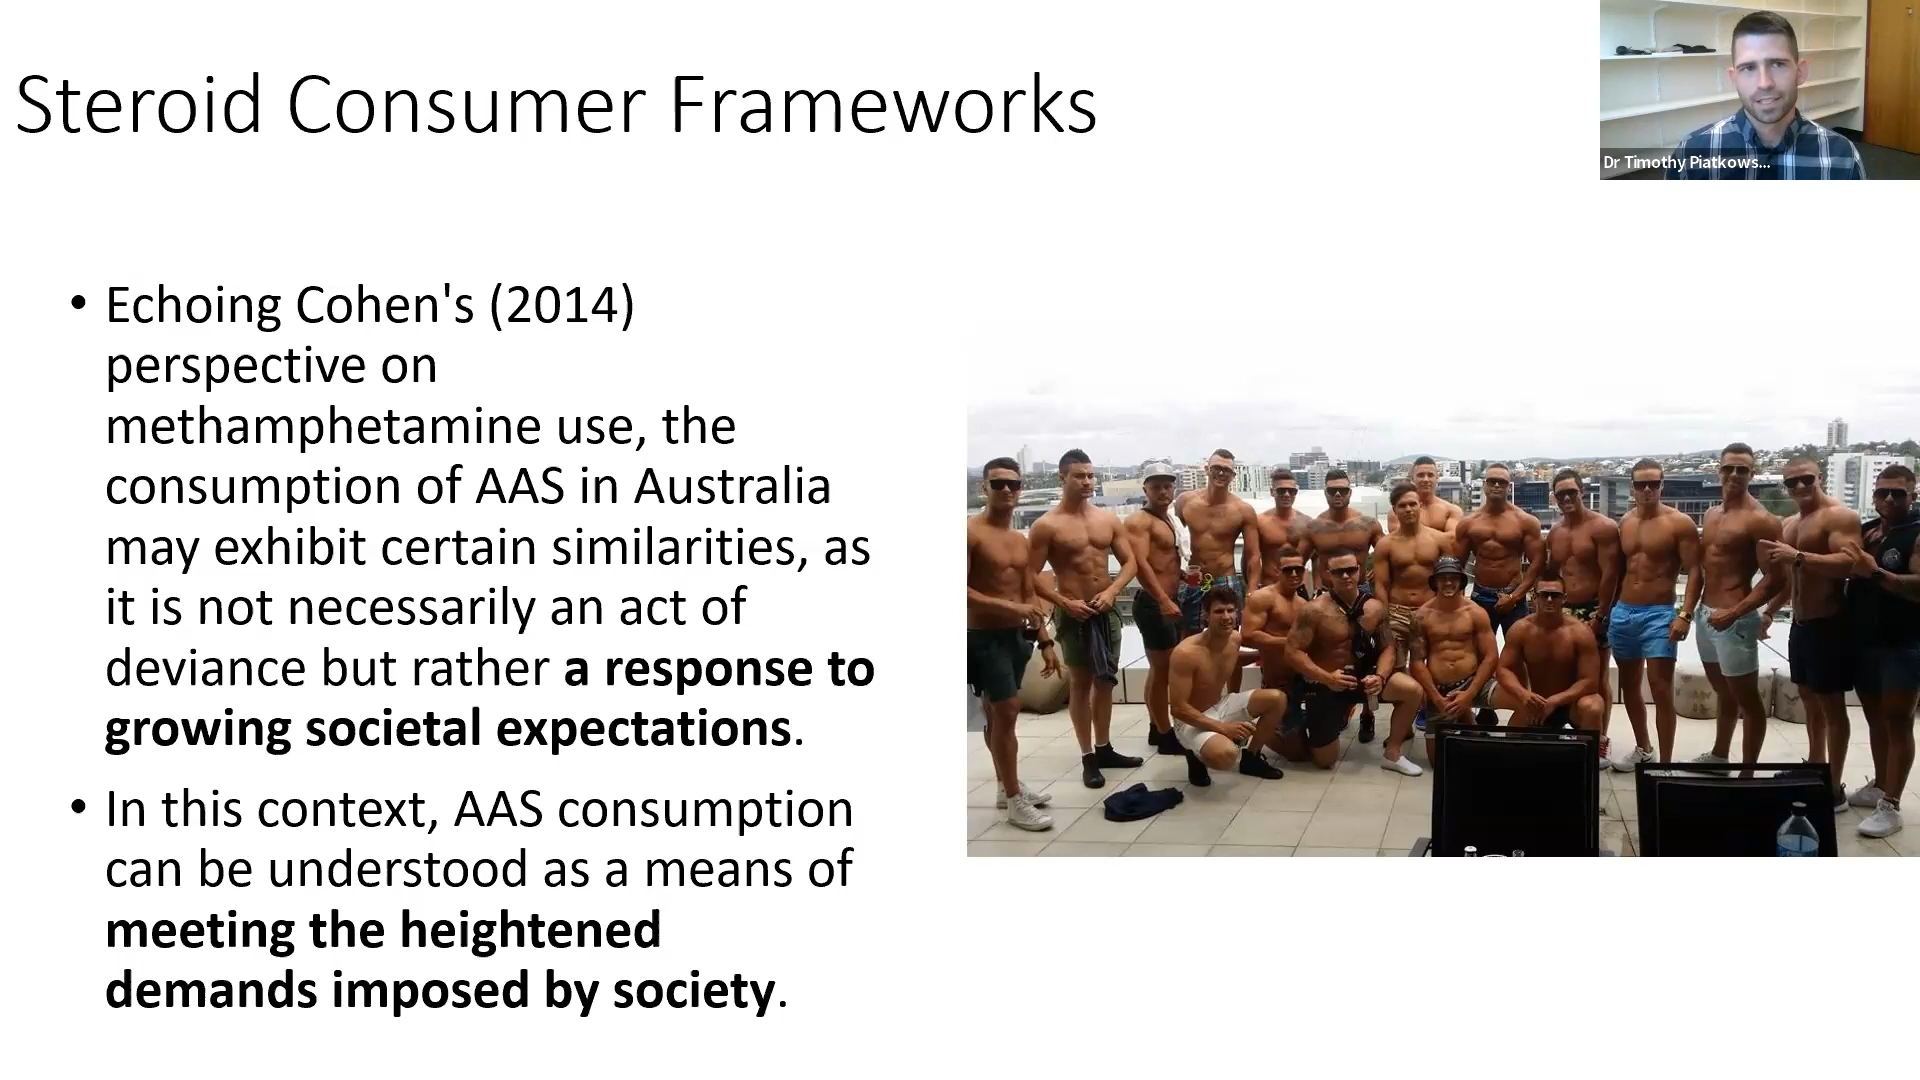 Steroid Consumer Frameworks
Dr Timothy Piatkows...
• Echoing Cohen's (2014)
perspective on
methamphetamine use, the
consumption of AAS in Australia
may exhibit certain similarities, as
it is not necessarily an act of
deviance but rather a response to
growing societal expectations.
• In this context, AAS consumption
can be understood as a means of
meeting the heightened
demands imposed by society.